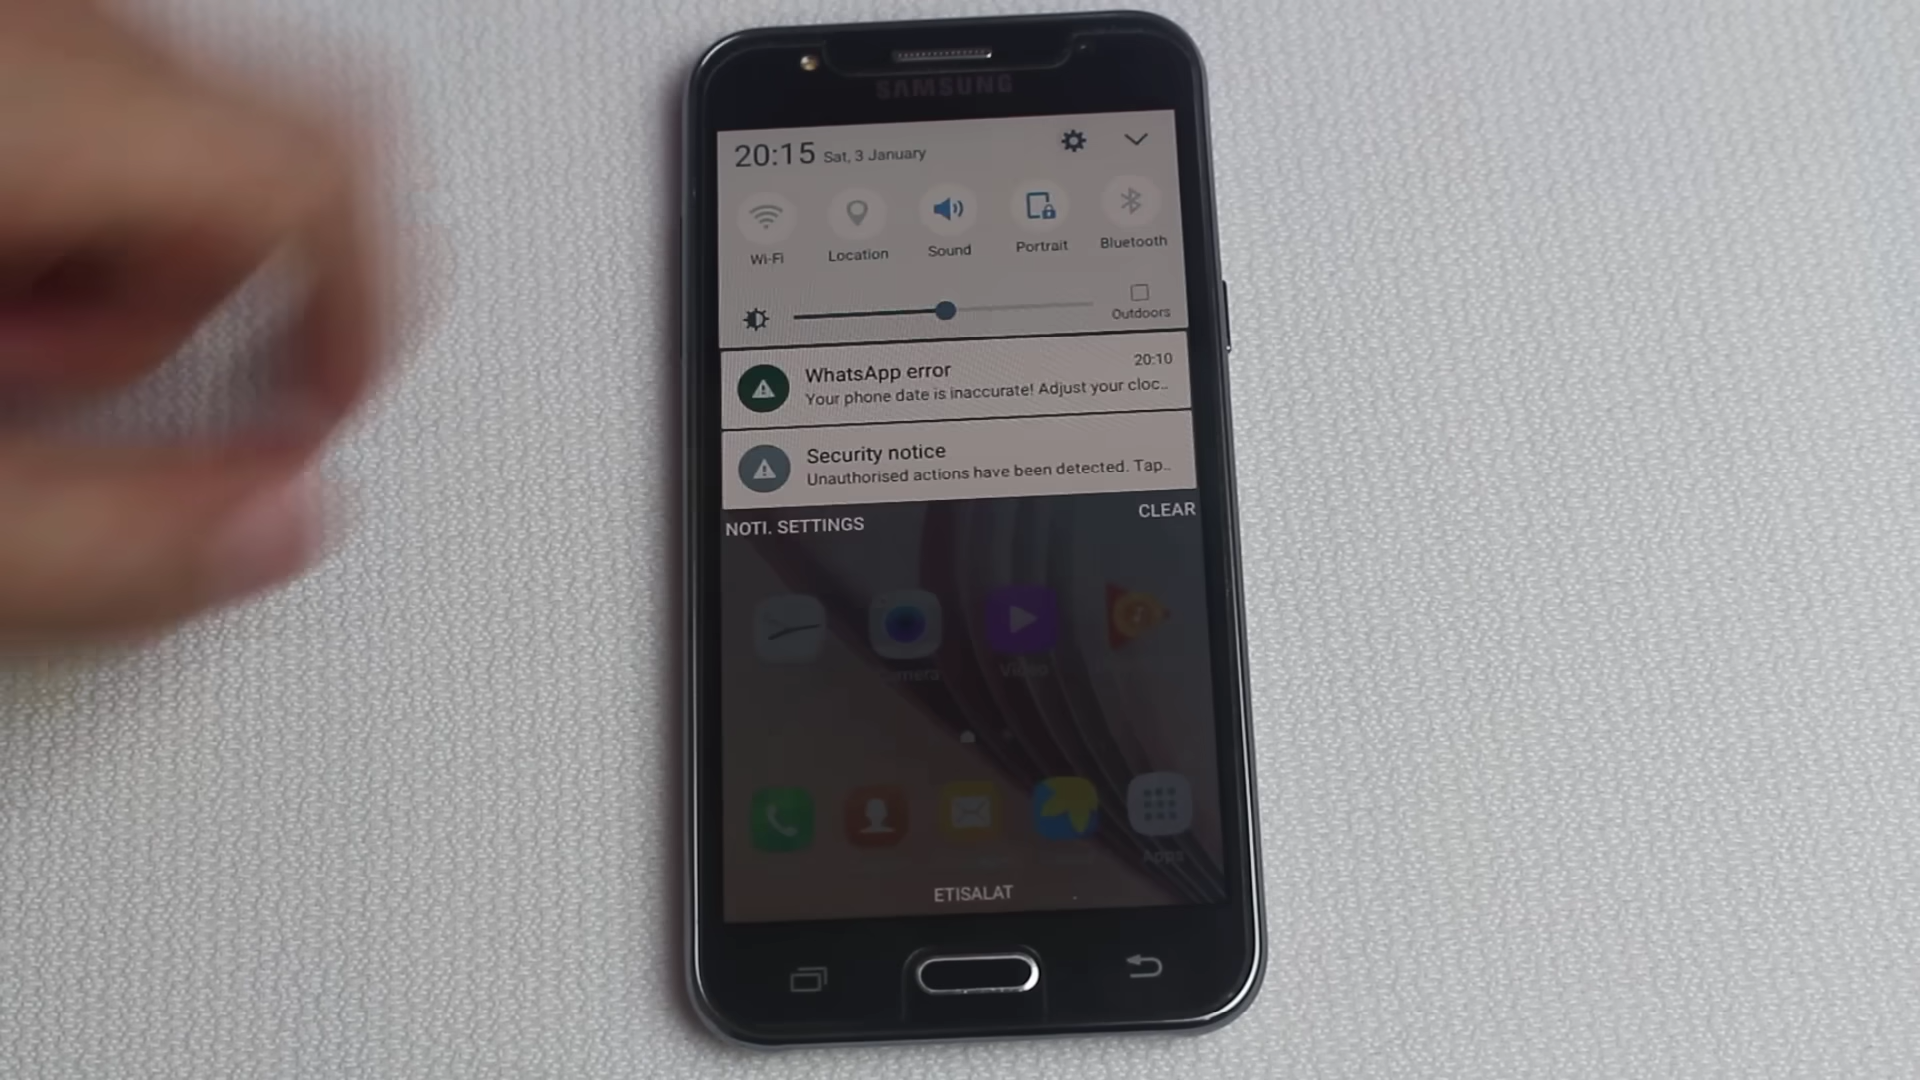 SAMSUNG
20:15 Sat, 3 January
Wi-Fi Location Sound Portrait Bluetooth
Outdoors
WhatsApp error 20:10
Your phone date is inaccurate! Adjust your cloc...
Security notice
Unauthorised actions have been detected. Tap...
NOTI. SETTINGS CLEAR
Camera Video
Apps
ETISALAT